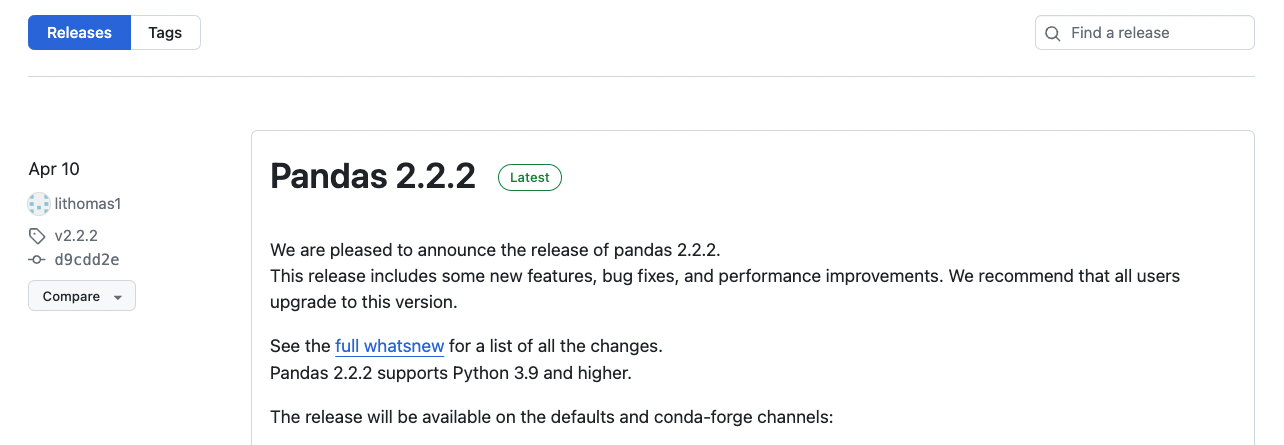 Releases
Tags
Find a release
Apr 10
lithomas1
v2.2.2
d9cdd2e
Compare
Pandas 2.2.2
Latest
We are pleased to announce the release of pandas 2.2.2.
This release includes some new features, bug fixes, and performance improvements. We recommend that all users
upgrade to this version.
See the full whatsnew for a list of all the changes.
Pandas 2.2.2 supports Python 3.9 and higher.
The release will be available on the defaults and conda-forge channels: